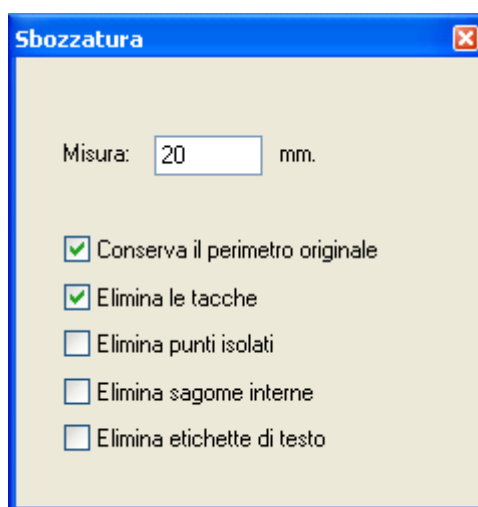 Sbozzatura
Misura: 20 mm.
Conserva il perimetro originale
Elimina le tacche
Elimina punti isolati
Elimina sagome interne
Elimina etichette di testo